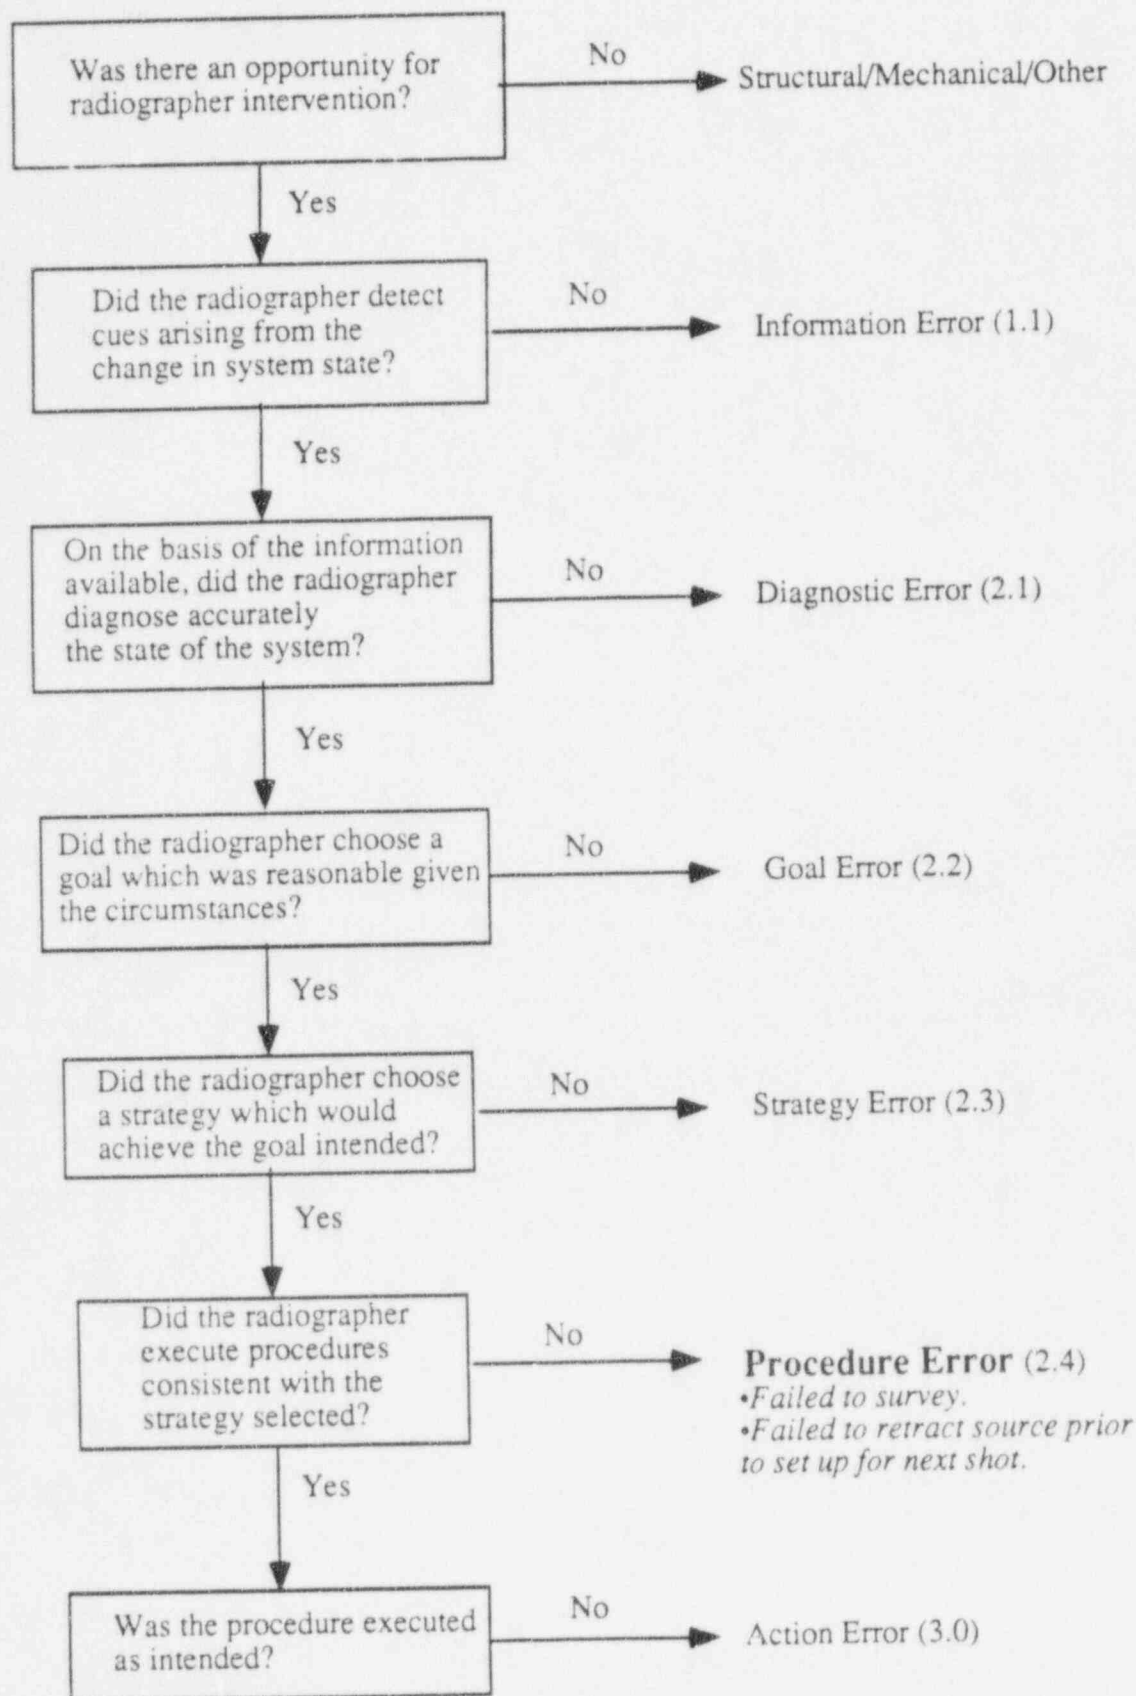 Was there an opportunity for
radiographer intervention?
No
Structural/Mechanical/Other
Yes
Did the radiographer detect
cues arising from the
change in system state?
No
Information Error (1.1)
Yes
On the basis of the information
available, did the radiographer
diagnose accurately
the state of the system?
No
Diagnostic Error (2.1)
Yes
Did the radiographer choose a
goal which was reasonable given
the circumstances?
No
Goal Error (2.2)
Yes
Did the radiographer choose
a strategy which would
achieve the goal intended?
No
Strategy Error (2.3)
Yes
Did the radiographer
execute procedures
consistent with the
strategy selected?
No
Procedure Error (2.4)
•Failed to survey.
•Failed to retract source prior
to set up for next shot.
Yes
Was the procedure executed
as intended?
No
Action Error (3.0)